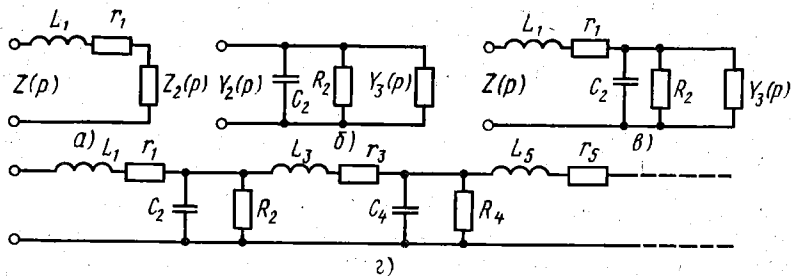 L₁ r₁
Z(p) Z₂(p)
а)
Y₂(p) C₂ R₂ Y₃(p)
б)
L₁ r₁
Z(p) C₂ R₂ Y₃(p)
в)
L₁ r₁ L₃ r₃ L₅ r₅
C₂ R₂ C₄ R₄
г)